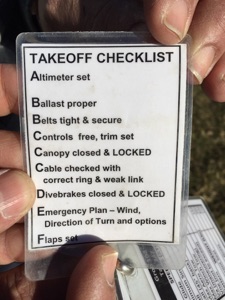 TAKEOFF CHECKLIST
Altimeter set
Ballast proper
Belts tight & secure
Controls free, trim set
Canopy closed & LOCKED
Cable checked with
correct ring & weak link
Divebrakes closed & LOCKED
Emergency Plan – Wind,
Direction of Turn and options
Flaps set